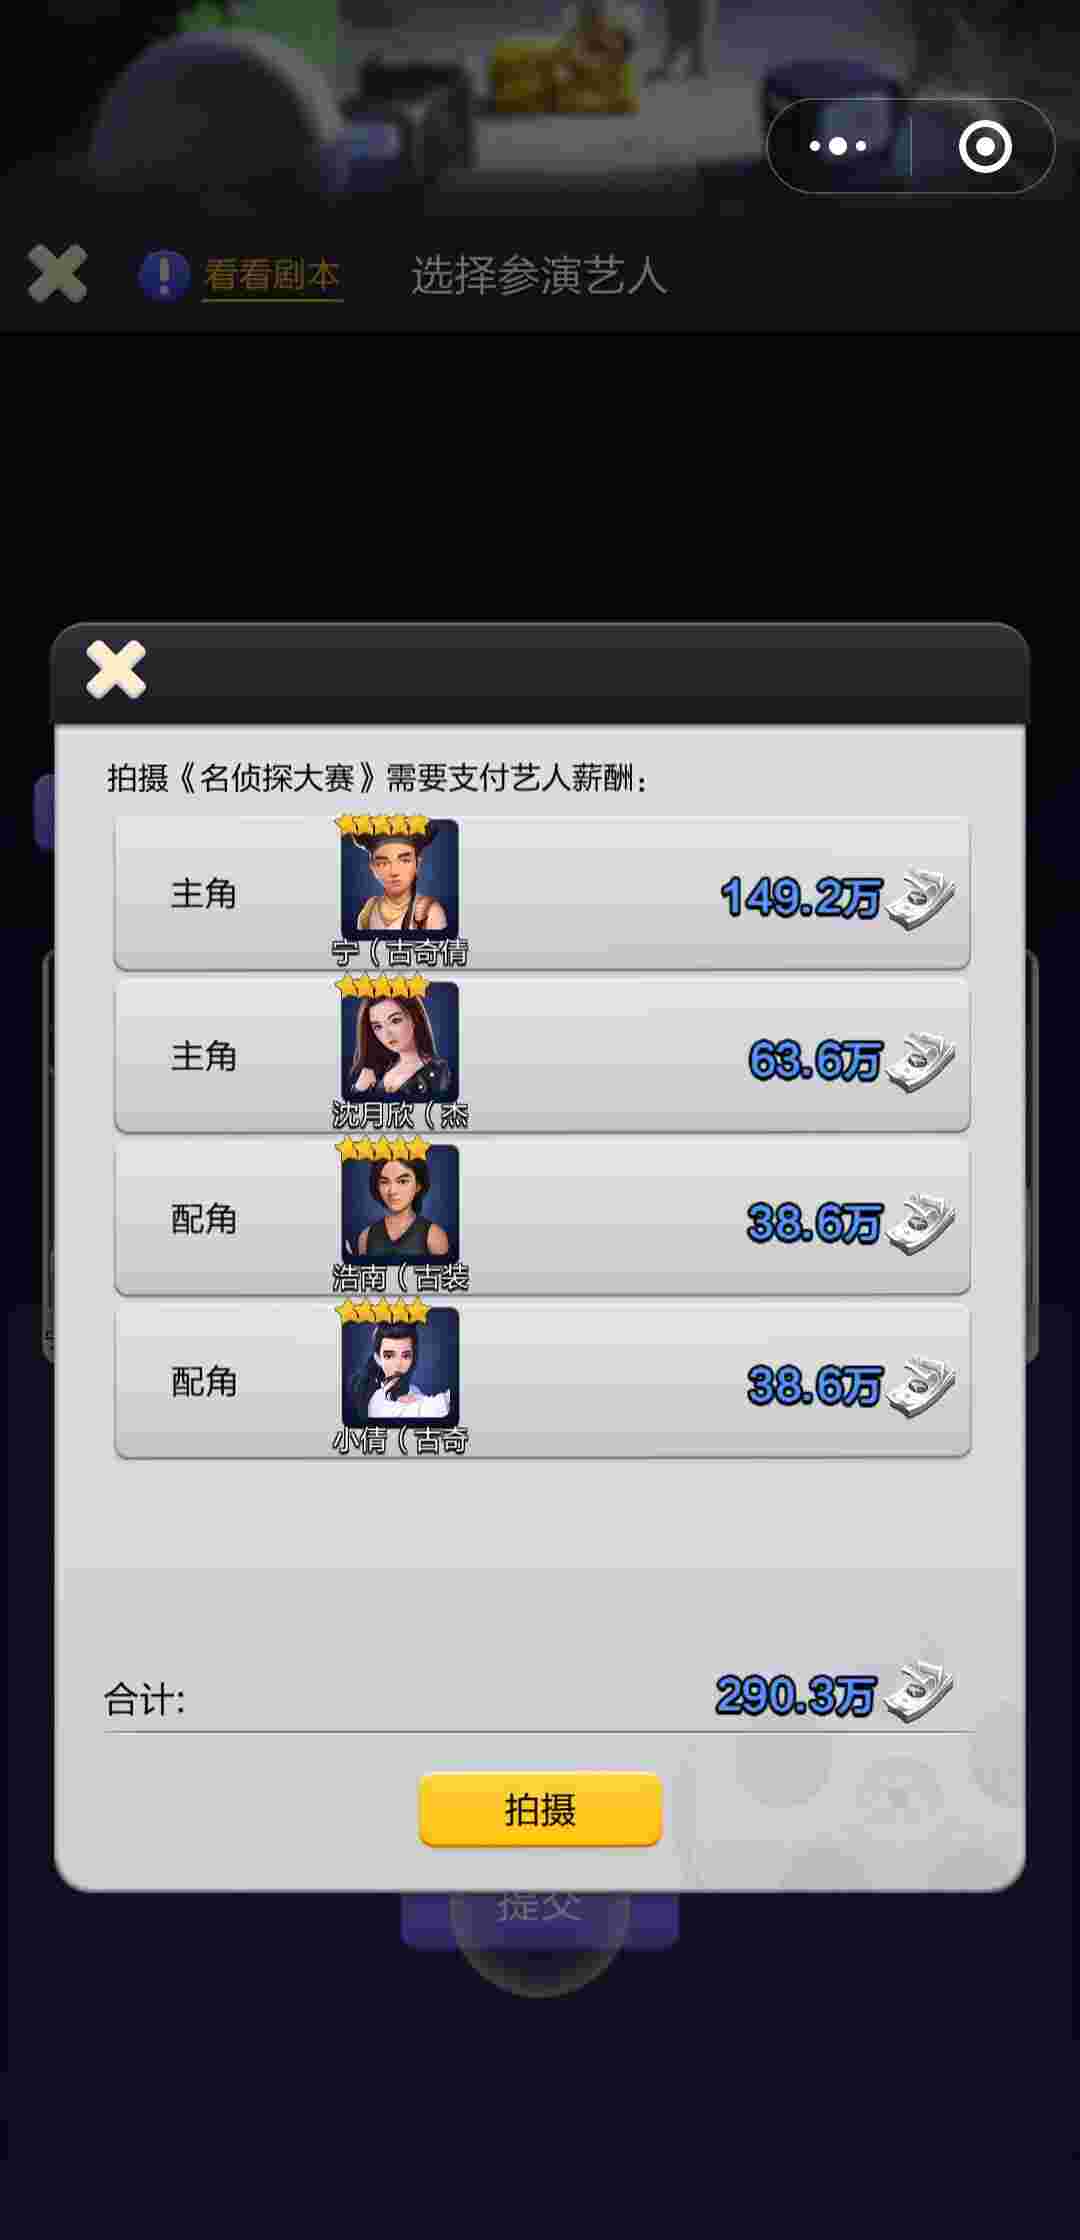 看看剧本
选择参演艺人
拍摄《名侦探大赛》需要支付艺人薪酬：
主角
149.2万
宁（古奇倩
主角
63.6万
沈月欣（杰
配角
38.6万
浩南（古装
配角
38.6万
小倩（古奇
合计:
290.3万
拍摄
提交